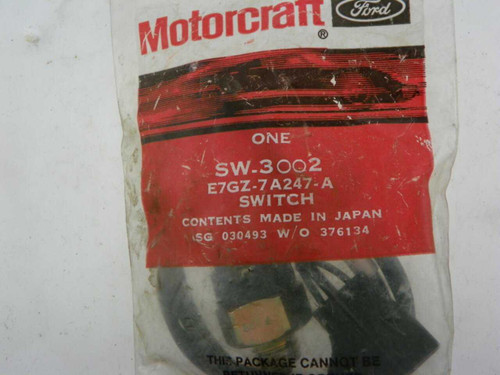 Motorcraft
®
Ford
ONE
SW-3002
E7GZ-7A247-A
SWITCH
CONTENTS MADE IN JAPAN
SG 030493 W/O 376134
THIS PACKAGE CANNOT BE